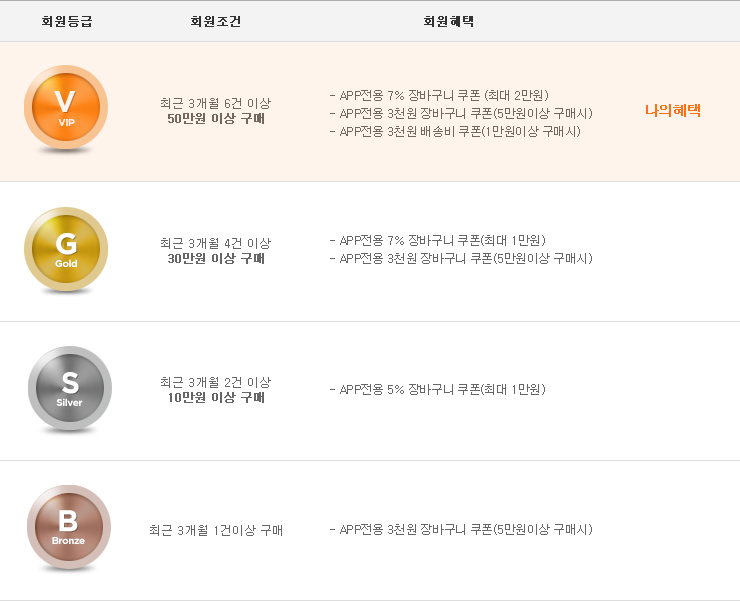 회원등급 회원조건 회원혜택
V
VIP
최근 3개월 6건 이상
50만원 이상 구매
- APP전용 7% 장바구니 쿠폰 (최대 2만원)
- APP전용 3천원 장바구니 쿠폰(5만원이상 구매시)
- APP전용 3천원 배송비 쿠폰(1만원이상 구매시)
나의혜택
G
Gold
최근 3개월 4건 이상
30만원 이상 구매
- APP전용 7% 장바구니 쿠폰(최대 1만원)
- APP전용 3천원 장바구니 쿠폰(5만원이상 구매시)
S
Silver
최근 3개월 2건 이상
10만원 이상 구매
- APP전용 5% 장바구니 쿠폰(최대 1만원)
B
Bronze
최근 3개월 1건이상 구매
- APP전용 3천원 장바구니 쿠폰(5만원이상 구매시)